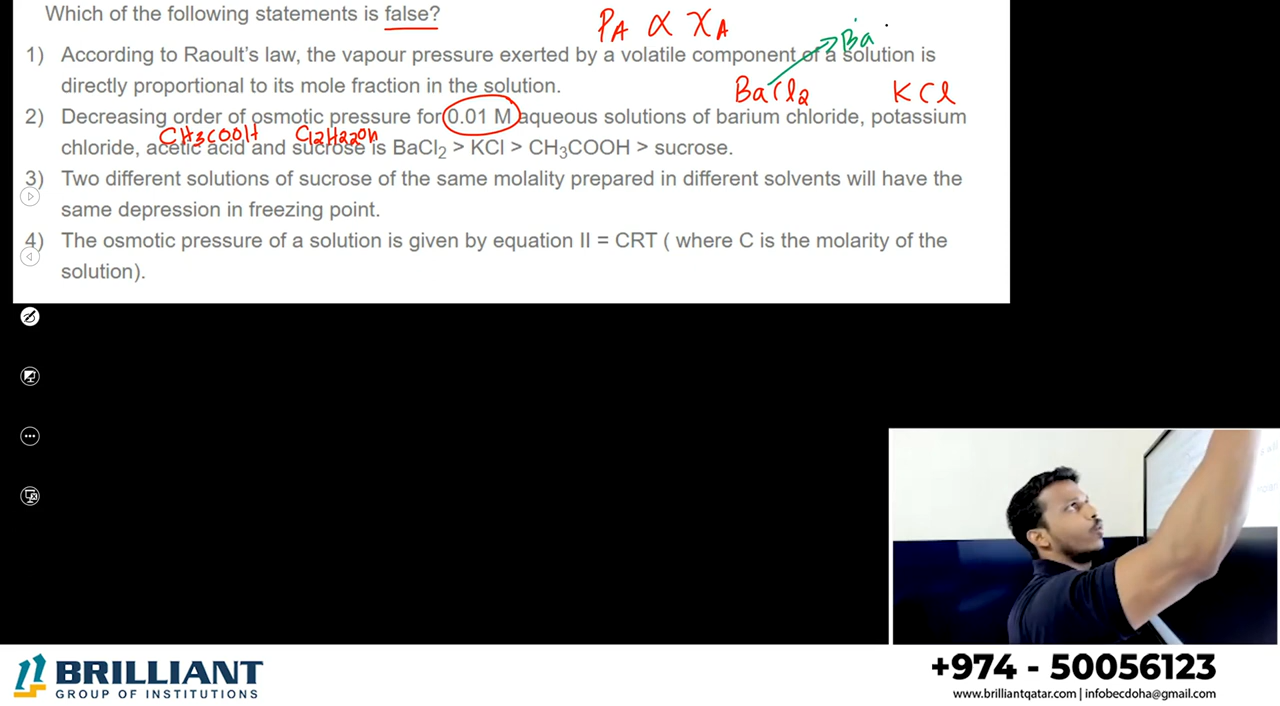 Which of the following statements is false?
P_A ∝ χ_A
1) According to Raoult's law, the vapour pressure exerted by a volatile component of a solution is
Ba
directly proportional to its mole fraction in the solution.
BaCl₂ KCl
2) Decreasing order of osmotic pressure for 0.01 M aqueous solutions of barium chloride, potassium
CH3COOH C12H22O11
chloride, acetic acid and sucrose is BaCl₂ > KCl > CH₃COOH > sucrose.
3) Two different solutions of sucrose of the same molality prepared in different solvents will have the
same depression in freezing point.
4) The osmotic pressure of a solution is given by equation II = CRT ( where C is the molarity of the
solution).
BRILLIANT
GROUP OF INSTITUTIONS
+974 - 50056123
www.brilliantqatar.com | infobecdoha@gmail.com